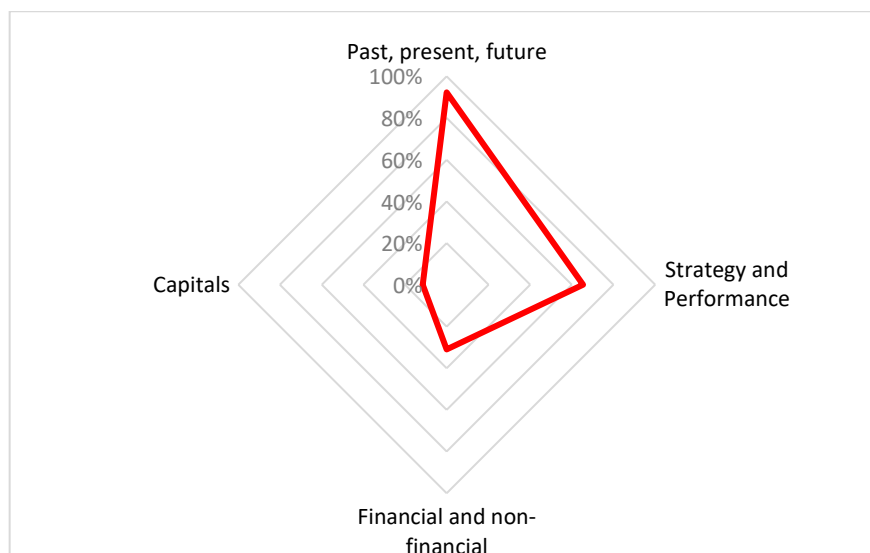 Past, present, future
100%
80%
60%
40%
20%
0%
Capitals
Strategy and
Performance
Financial and non-
financial